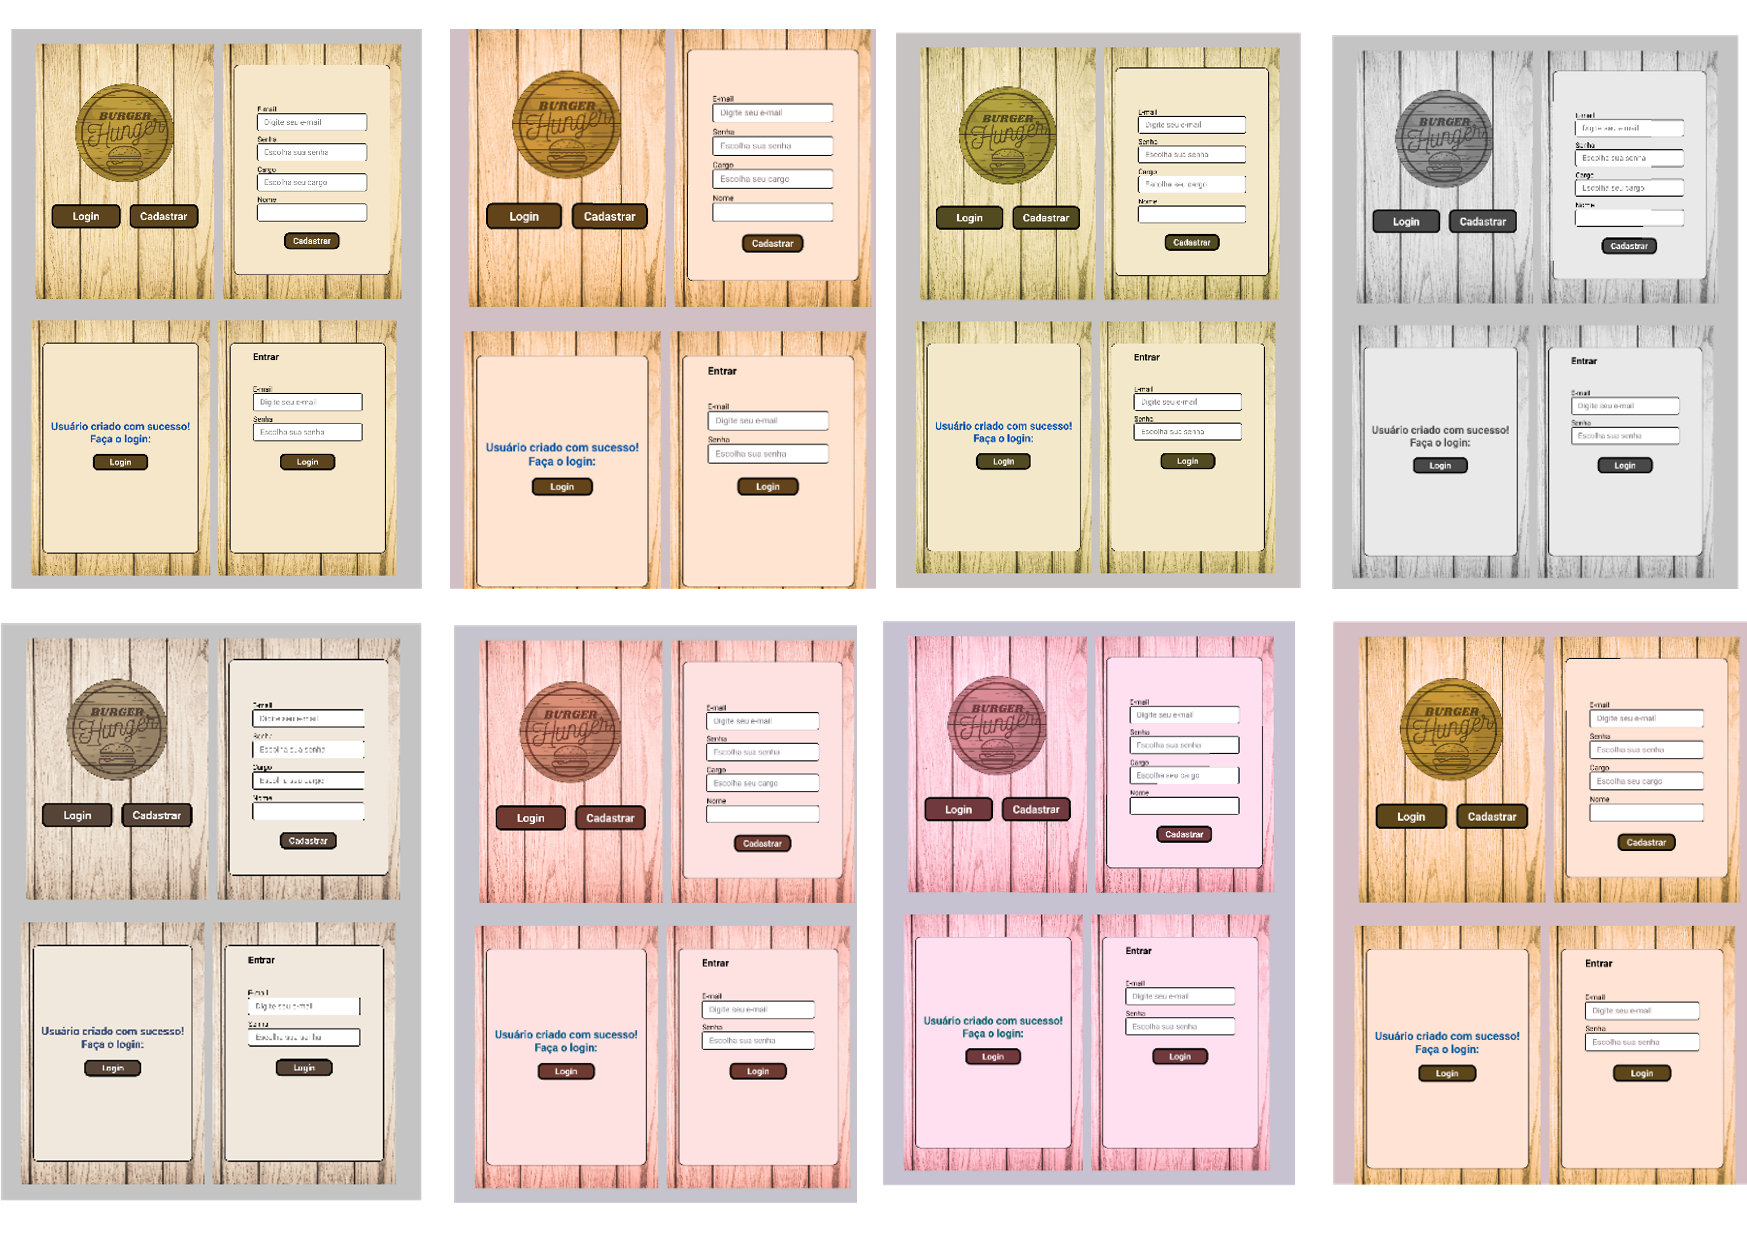 BURGER
Hunger
Login
Cadastrar
E-mail
Digite seu e-mail
Senha
Escolha sua senha
Cargo
Escolha seu cargo
Nome
Cadastrar
Usuário criado com sucesso!
Faça o login:
Login
Entrar
E-mail
Digite seu e-mail
Senha
Escolha sua senha
Login
BURGER
Hunger
Login
Cadastrar
E-mail
Digite seu e-mail
Senha
Escolha sua senha
Cargo
Escolha seu cargo
Nome
Cadastrar
Usuário criado com sucesso!
Faça o login:
Login
Entrar
E-mail
Digite seu e-mail
Senha
Escolha sua senha
Login
BURGER
Hunger
Login
Cadastrar
E-mail
Digite seu e-mail
Senha
Escolha sua senha
Cargo
Escolha seu cargo
Nome
Cadastrar
Usuário criado com sucesso!
Faça o login:
Login
Entrar
E-mail
Digite seu e-mail
Senha
Escolha sua senha
Login
BURGER
Hunger
Login
Cadastrar
E-mail
Digite seu e-mail
Senha
Escolha sua senha
Cargo
Escolha seu cargo
Nome
Cadastrar
Usuário criado com sucesso!
Faça o login:
Login
Entrar
E-mail
Digite seu e-mail
Senha
Escolha sua senha
Login
BURGER
Hunger
Login
Cadastrar
E-mail
Digite seu e-mail
Senha
Escolha sua senha
Cargo
Escolha seu cargo
Nome
Cadastrar
Usuário criado com sucesso!
Faça o login:
Login
Entrar
E-mail
Digite seu e-mail
Senha
Escolha sua senha
Login
BURGER
Hunger
Login
Cadastrar
E-mail
Digite seu e-mail
Senha
Escolha sua senha
Cargo
Escolha seu cargo
Nome
Cadastrar
Usuário criado com sucesso!
Faça o login:
Login
Entrar
E-mail
Digite seu e-mail
Senha
Escolha sua senha
Login
BURGER
Hunger
Login
Cadastrar
E-mail
Digite seu e-mail
Senha
Escolha sua senha
Cargo
Escolha seu cargo
Nome
Cadastrar
Usuário criado com sucesso!
Faça o login:
Login
Entrar
E-mail
Digite seu e-mail
Senha
Escolha sua senha
Login
BURGER
Hunger
Login
Cadastrar
E-mail
Digite seu e-mail
Senha
Escolha sua senha
Cargo
Escolha seu cargo
Nome
Cadastrar
Usuário criado com sucesso!
Faça o login:
Login
Entrar
E-mail
Digite seu e-mail
Senha
Escolha sua senha
Login